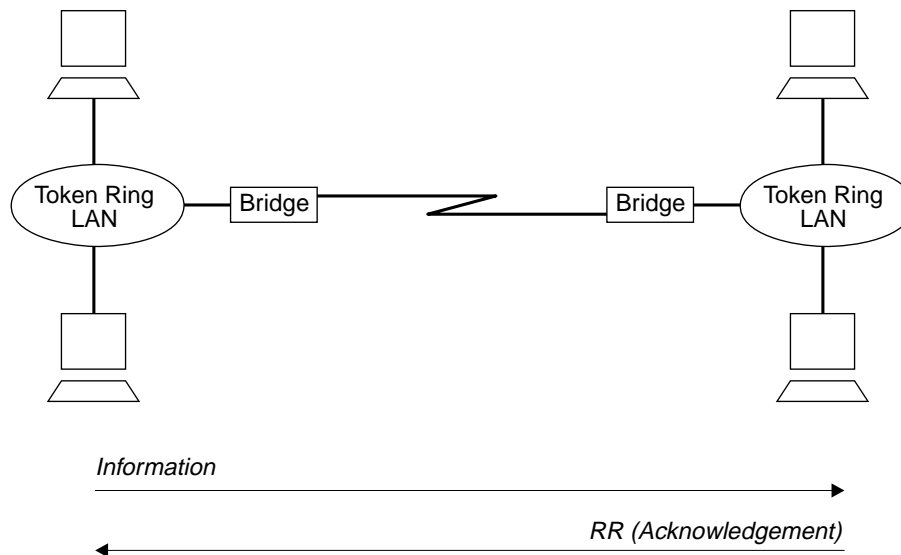 Token Ring
LAN
Bridge
Bridge
Token Ring
LAN
Information
RR (Acknowledgement)